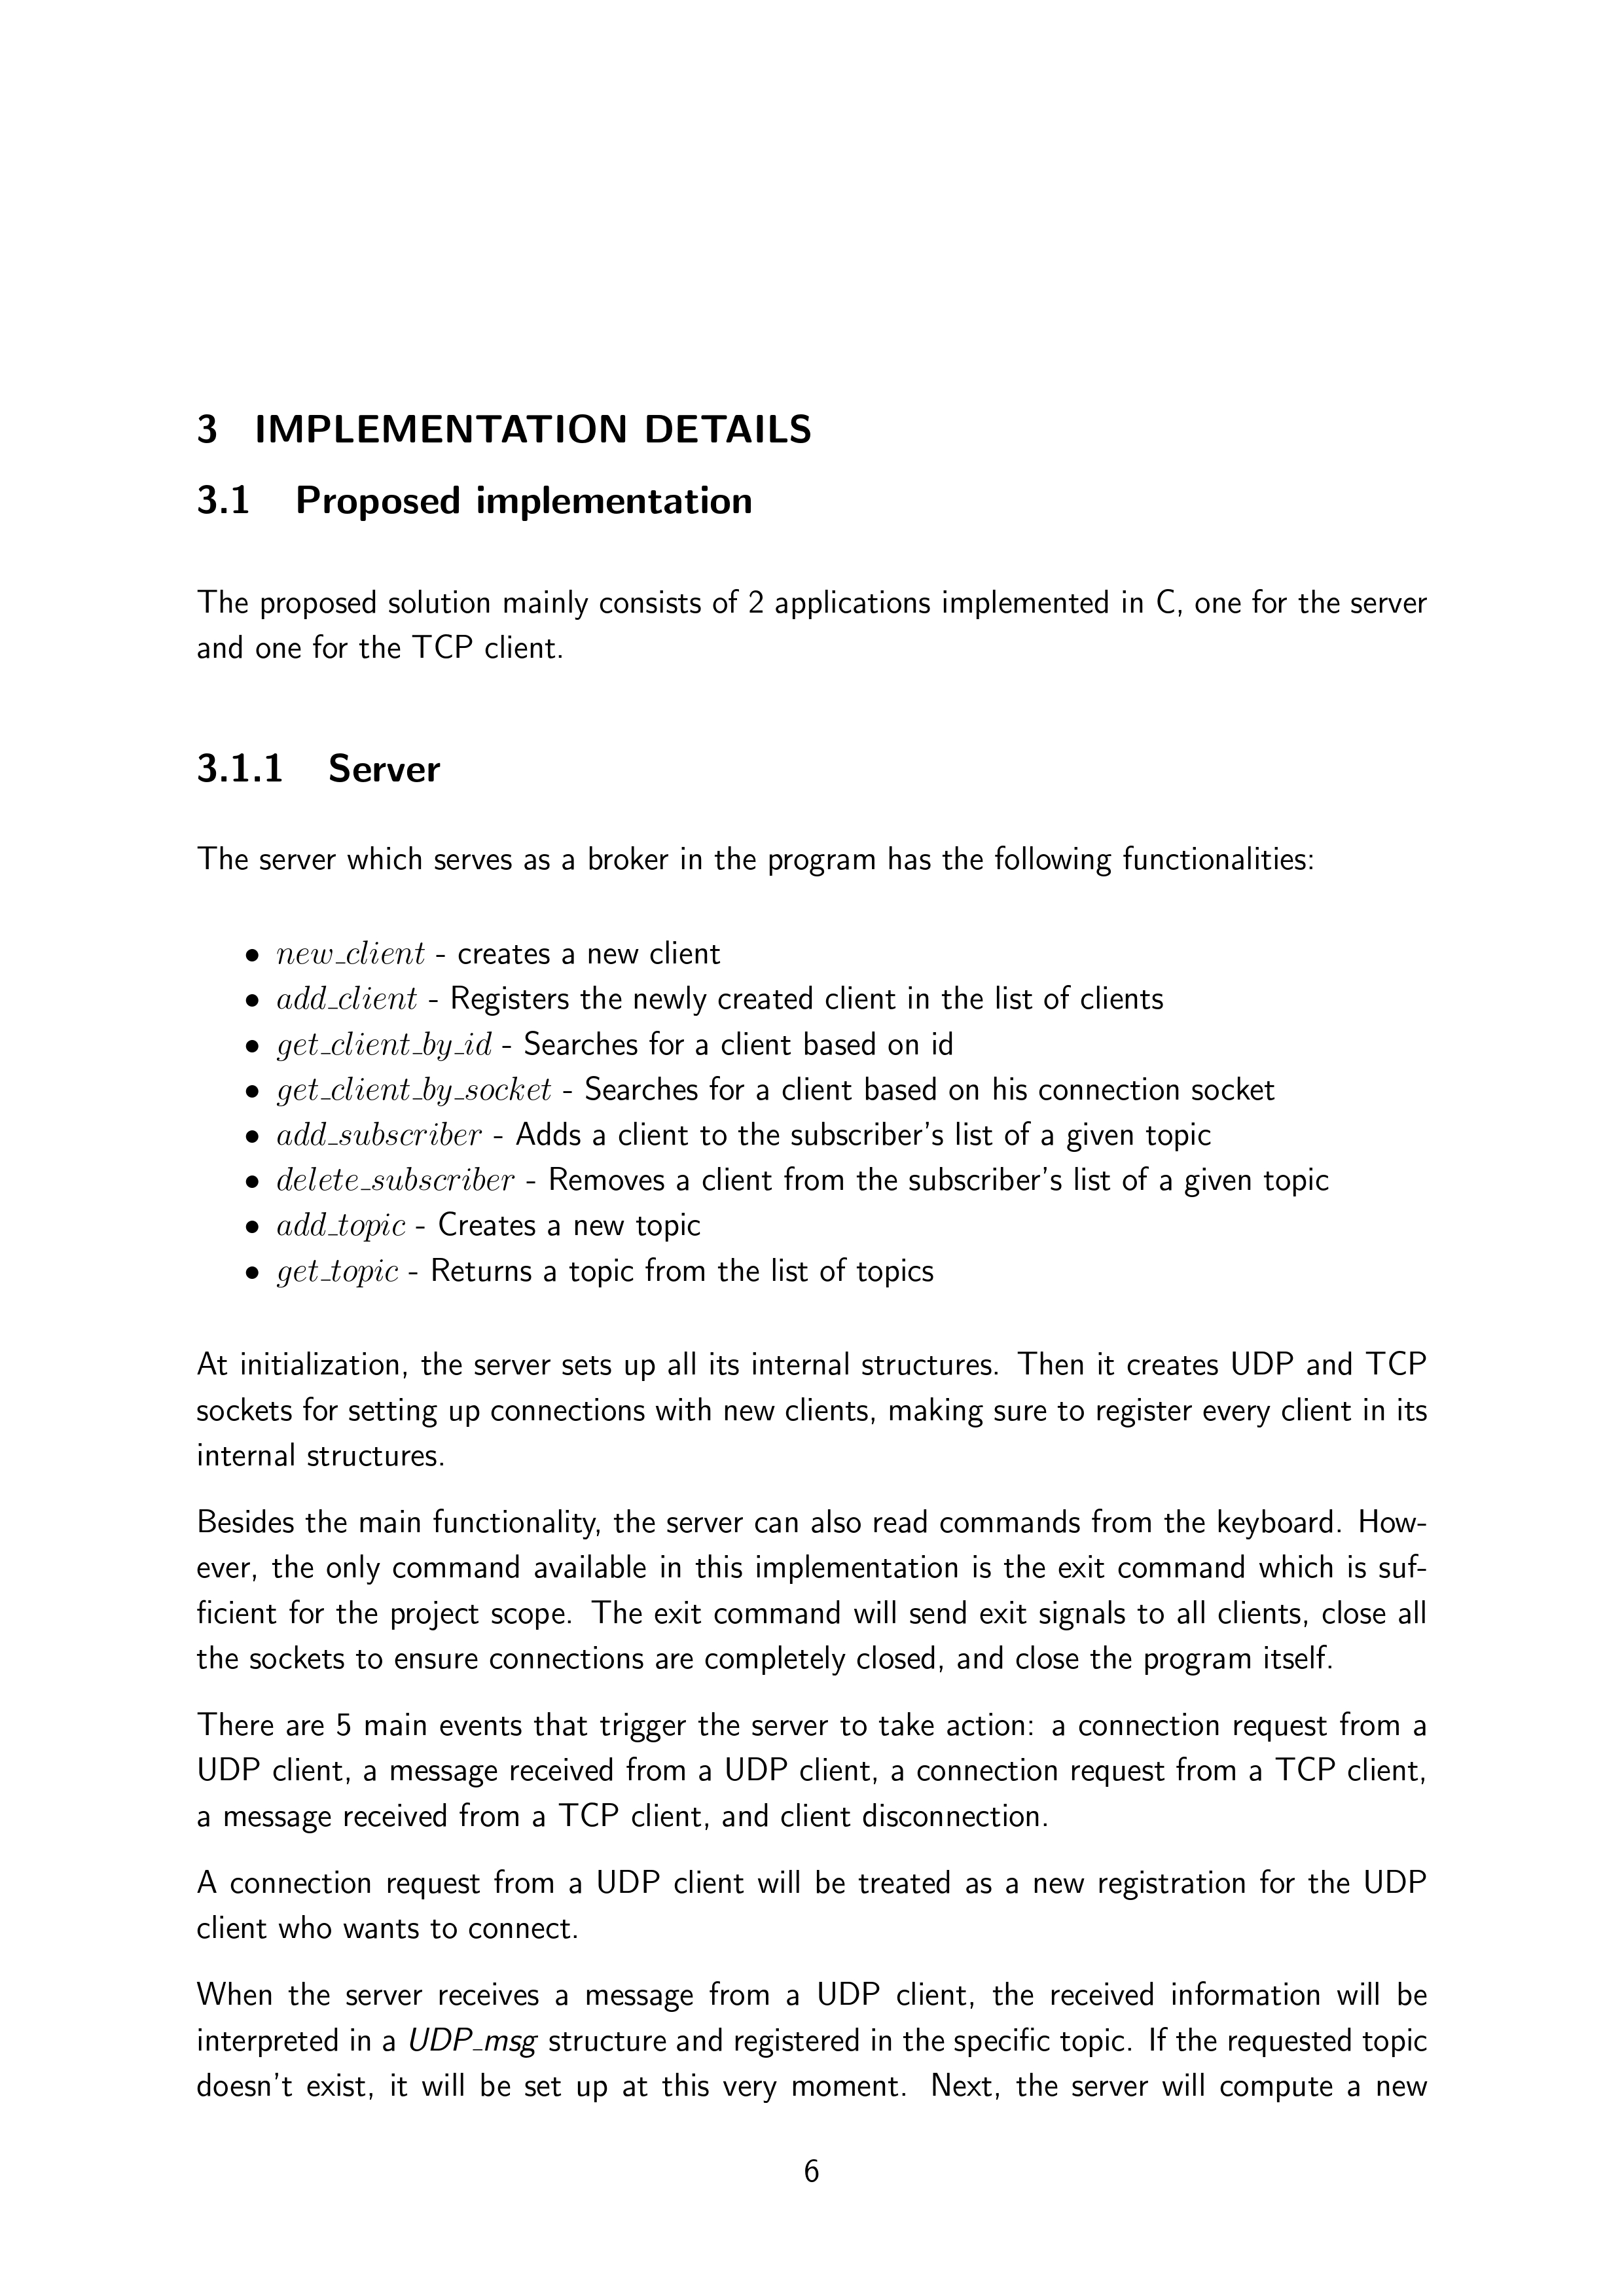 3 IMPLEMENTATION DETAILS
3.1 Proposed implementation
The proposed solution mainly consists of 2 applications implemented in C, one for the server
and one for the TCP client.
3.1.1 Server
The server which serves as a broker in the program has the following functionalities:
• new_client - creates a new client
• add_client - Registers the newly created client in the list of clients
• get_client_by_id - Searches for a client based on id
• get_client_by_socket - Searches for a client based on his connection socket
• add_subscriber - Adds a client to the subscriber's list of a given topic
• delete_subscriber - Removes a client from the subscriber's list of a given topic
• add_topic - Creates a new topic
• get_topic - Returns a topic from the list of topics
At initialization, the server sets up all its internal structures. Then it creates UDP and TCP
sockets for setting up connections with new clients, making sure to register every client in its
internal structures.
Besides the main functionality, the server can also read commands from the keyboard. How-
ever, the only command available in this implementation is the exit command which is suf-
ficient for the project scope. The exit command will send exit signals to all clients, close all
the sockets to ensure connections are completely closed, and close the program itself.
There are 5 main events that trigger the server to take action: a connection request from a
UDP client, a message received from a UDP client, a connection request from a TCP client,
a message received from a TCP client, and client disconnection.
A connection request from a UDP client will be treated as a new registration for the UDP
client who wants to connect.
When the server receives a message from a UDP client, the received information will be
interpreted in a UDP_msg structure and registered in the specific topic. If the requested topic
doesn't exist, it will be set up at this very moment. Next, the server will compute a new
6